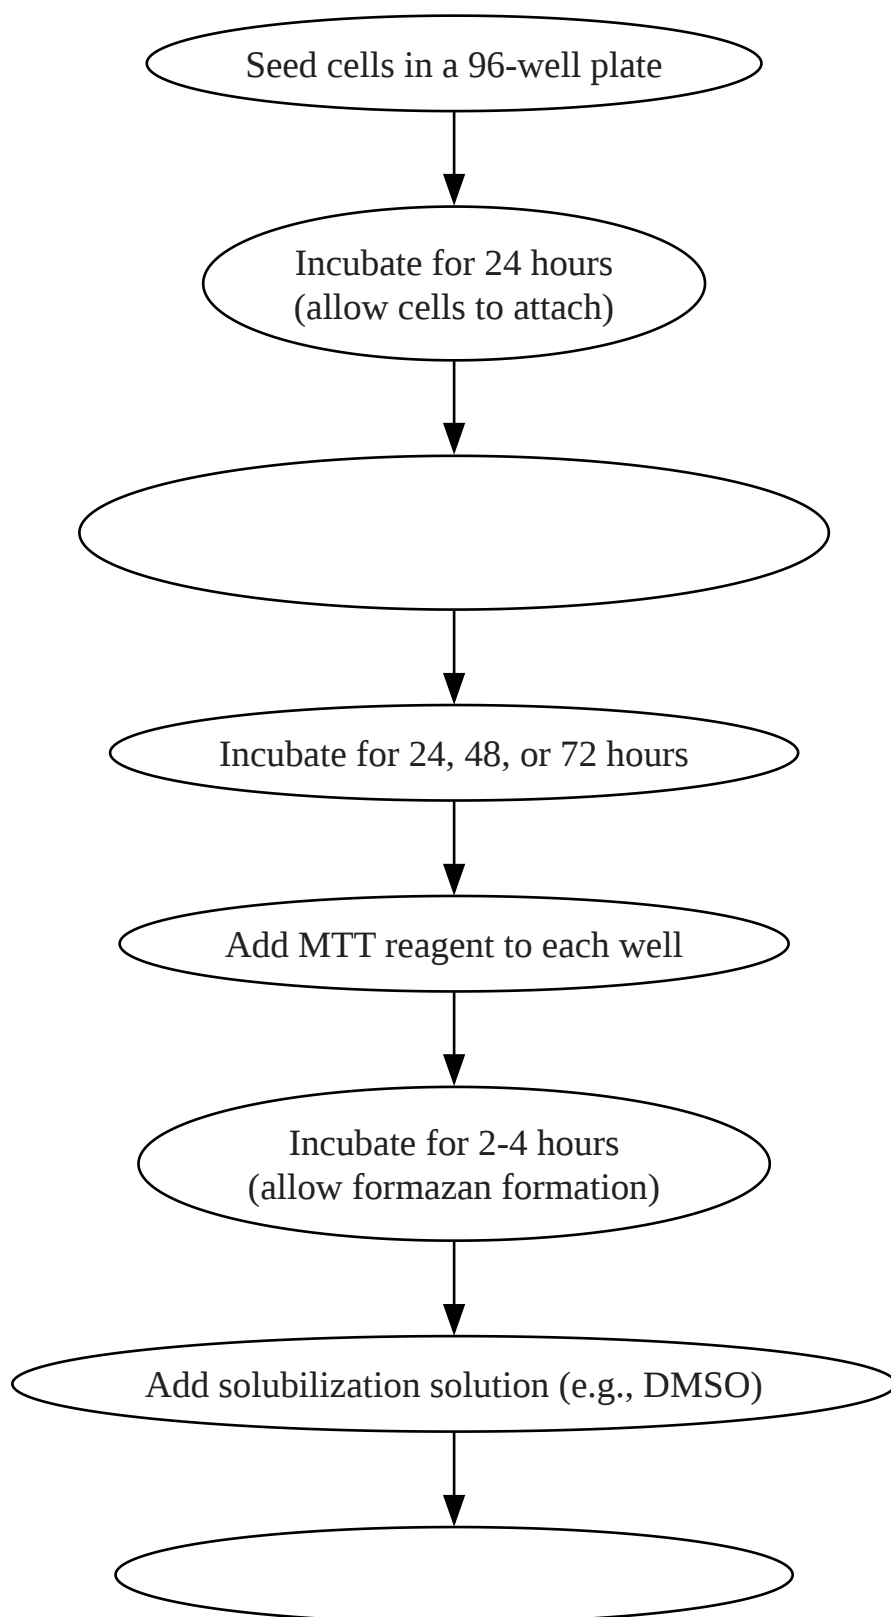 Seed cells in a 96-well plate
Incubate for 24 hours
(allow cells to attach)
Incubate for 24, 48, or 72 hours
Add MTT reagent to each well
Incubate for 2-4 hours
(allow formazan formation)
Add solubilization solution (e.g., DMSO)